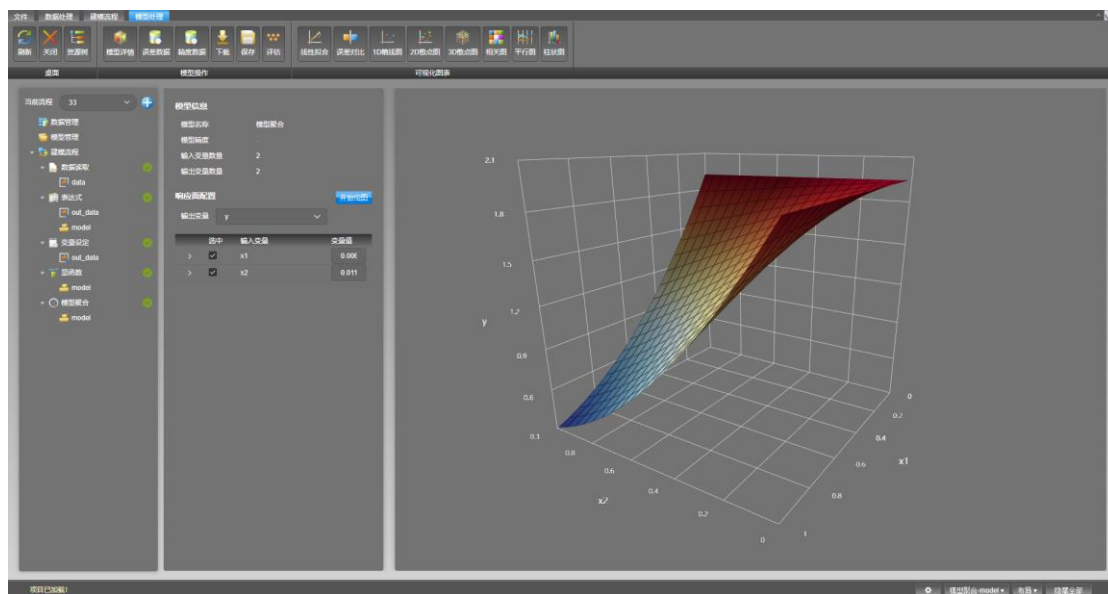 文件 数据处理 建模流程 模型处理
刷新 关闭 资源树 模型详情 误差数据 精度数据 下载 保存 评估 线性拟合 误差对比 1D轴线图 2D散点图 3D散点图 相关图 平行图 柱状图
桌面 模型操作 可视化图表
当前流程 33
数据管理
模型管理
建模流程
数据读取
data
表达式
out_data
model
变量设定
out_data
显函数
model
模型聚合
model
模型信息
模型名称 模型聚合
模型精度
输入变量数量 2
输出变量数量 2
响应面配置 开始绘图
输出变量 y
选中 输入变量 变量值
x1 0.006
x2 0.011
2.1
1.8
1.5
1.2
y
0.9
0.6
0.1
0.8
0.6
0.4
0.2
0
x2
0
0.2
0.4
0.6
0.8
1
x1
项目已加载!
模型聚合-model 布局 隐藏全部